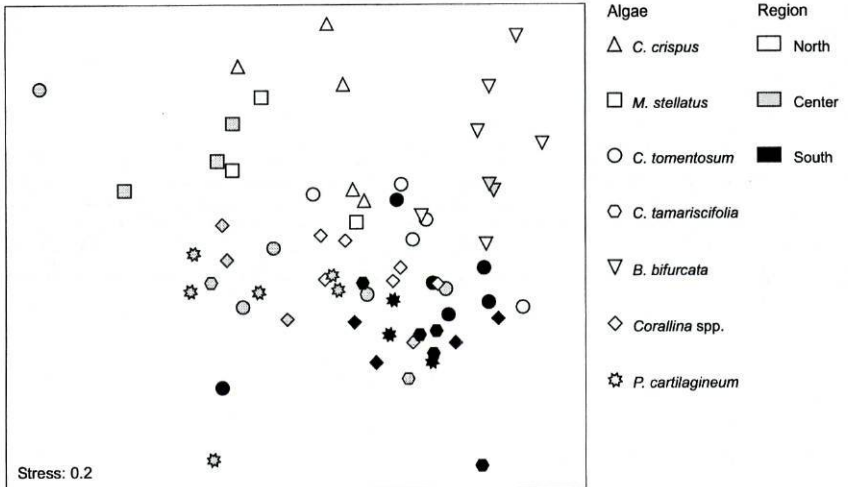 Algae
C. crispus
M. stellatus
C. tomentosum
C. tamariscifolia
B. bifurcata
Corallina spp.
P. cartilagineum
Region
North
Center
South
Stress: 0.2